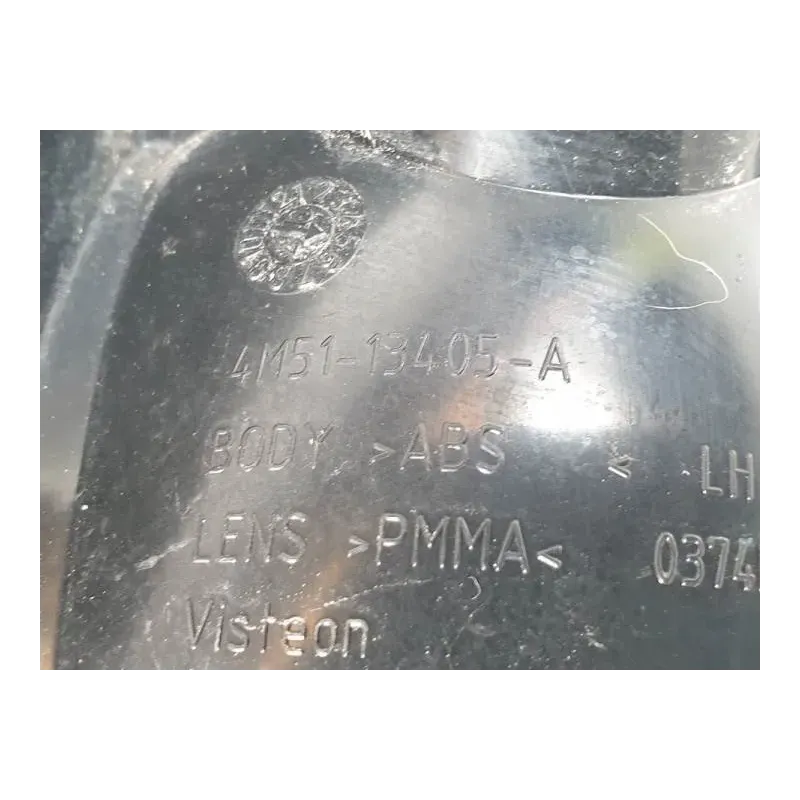 4M51-13405-A
BODY >ABS < LH
LENS >PMMA< 0374
Visteon